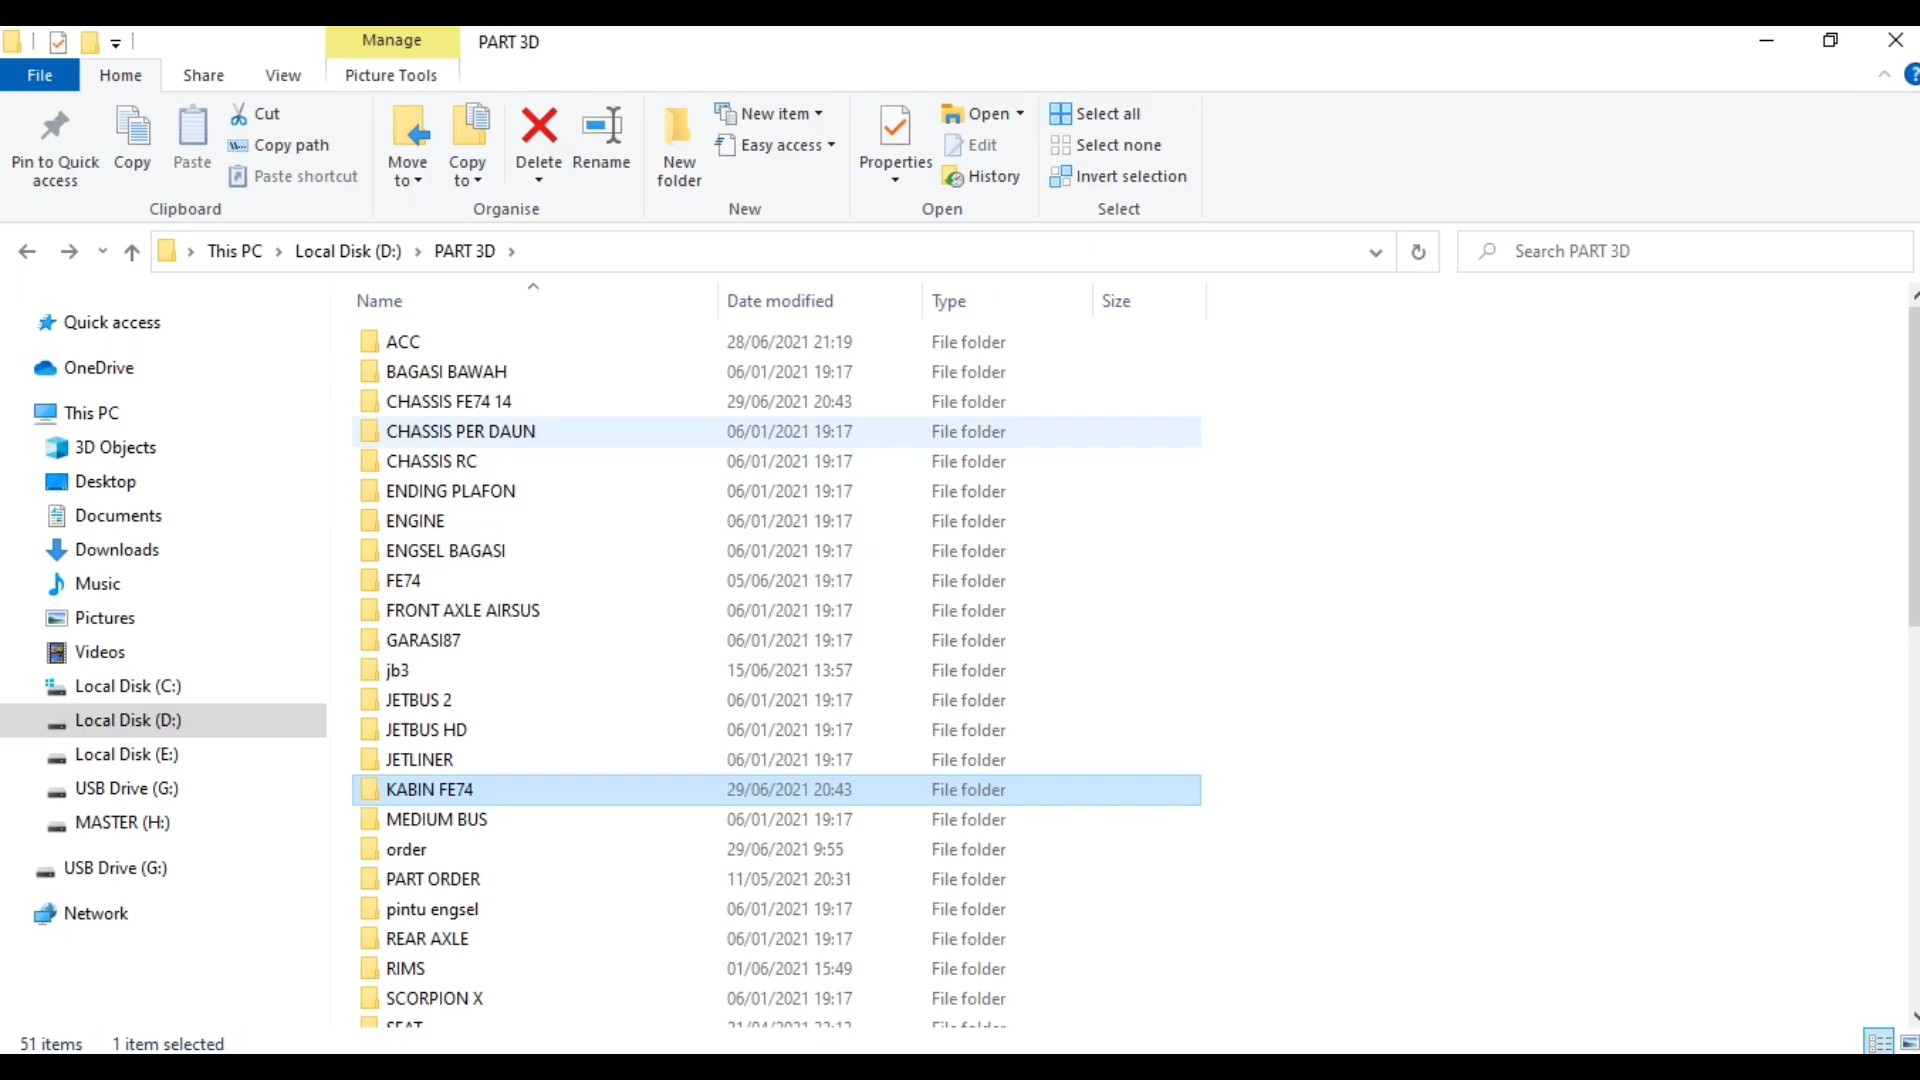 Manage PART 3D
File Home Share View Picture Tools
Pin to Quick access
Copy
Paste
Cut
Copy path
Paste shortcut
Clipboard
Move to
Copy to
Delete
Rename
Organise
New folder
New item
Easy access
New
Properties
Open
Edit
History
Open
Select all
Select none
Invert selection
Select
This PC Local Disk (D:) PART 3D
Search PART 3D
Quick access
OneDrive
This PC
3D Objects
Desktop
Documents
Downloads
Music
Pictures
Videos
Local Disk (C:)
Local Disk (D:)
Local Disk (E:)
USB Drive (G:)
MASTER (H:)
USB Drive (G:)
Network
Name Date modified Type Size
ACC 28/06/2021 21:19 File folder
BAGASI BAWAH 06/01/2021 19:17 File folder
CHASSIS FE74 14 29/06/2021 20:43 File folder
CHASSIS PER DAUN 06/01/2021 19:17 File folder
CHASSIS RC 06/01/2021 19:17 File folder
ENDING PLAFON 06/01/2021 19:17 File folder
ENGINE 06/01/2021 19:17 File folder
ENGSEL BAGASI 06/01/2021 19:17 File folder
FE74 05/06/2021 19:17 File folder
FRONT AXLE AIRSUS 06/01/2021 19:17 File folder
GARASI87 06/01/2021 19:17 File folder
jb3 15/06/2021 13:57 File folder
JETBUS 2 06/01/2021 19:17 File folder
JETBUS HD 06/01/2021 19:17 File folder
JETLINER 06/01/2021 19:17 File folder
KABIN FE74 29/06/2021 20:43 File folder
MEDIUM BUS 06/01/2021 19:17 File folder
order 29/06/2021 9:55 File folder
PART ORDER 11/05/2021 20:31 File folder
pintu engsel 06/01/2021 19:17 File folder
REAR AXLE 06/01/2021 19:17 File folder
RIMS 01/06/2021 15:49 File folder
SCORPION X 06/01/2021 19:17 File folder
51 items 1 item selected